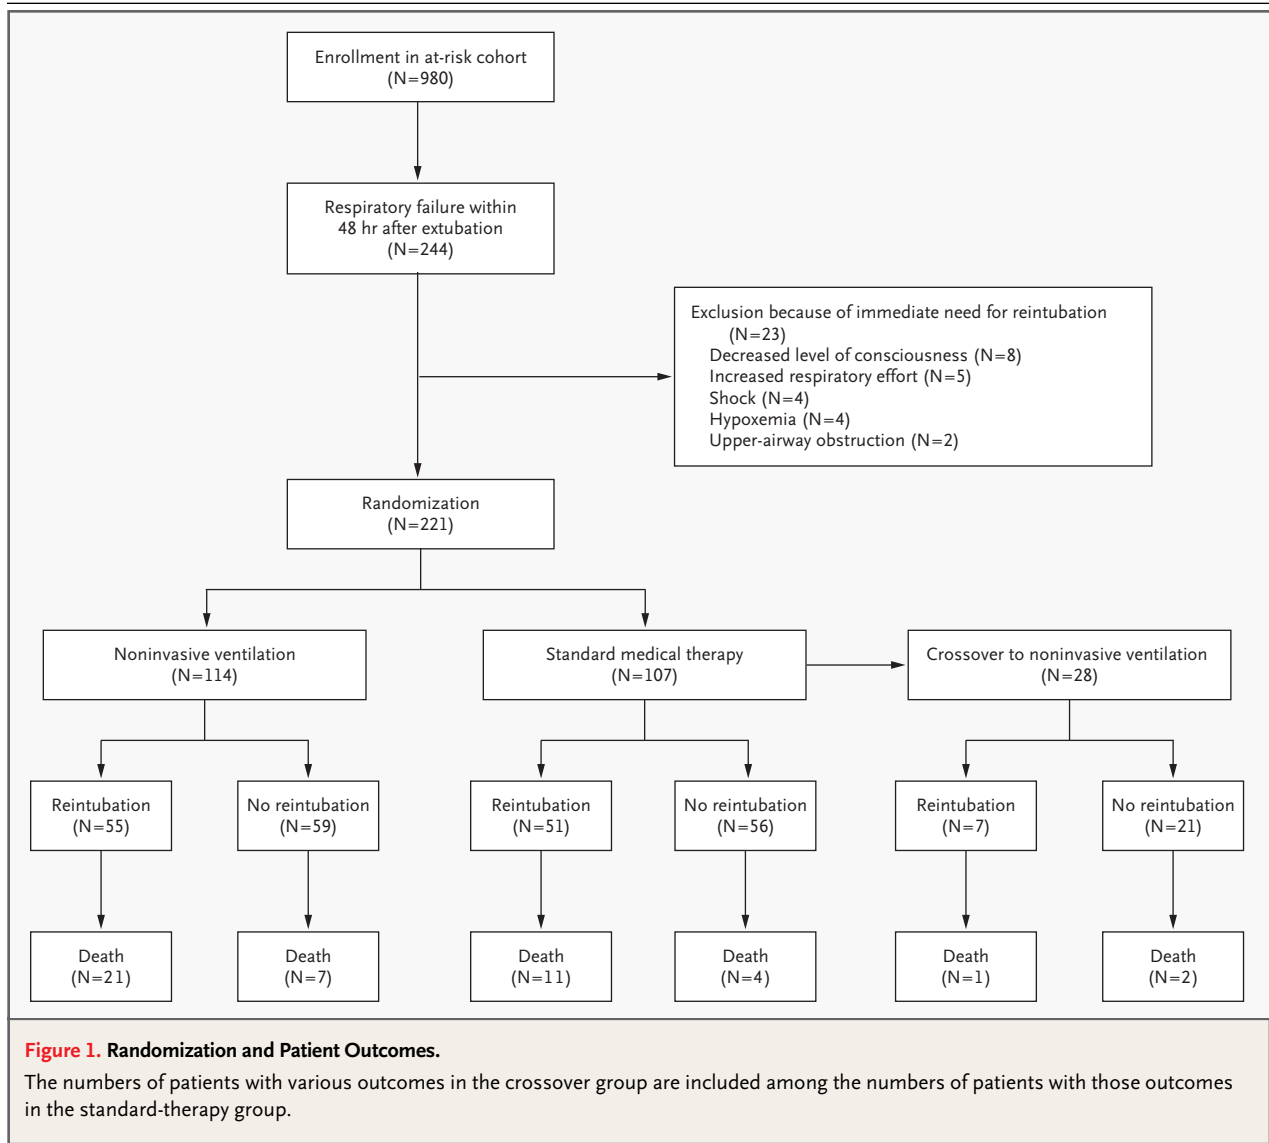 Enrollment in at-risk cohort
(N=980)
Respiratory failure within
48 hr after extubation
(N=244)
Exclusion because of immediate need for reintubation
(N=23)
Decreased level of consciousness (N=8)
Increased respiratory effort (N=5)
Shock (N=4)
Hypoxemia (N=4)
Upper-airway obstruction (N=2)
Randomization
(N=221)
Noninvasive ventilation
(N=114)
Standard medical therapy
(N=107)
Crossover to noninvasive ventilation
(N=28)
Reintubation
(N=55)
No reintubation
(N=59)
Reintubation
(N=51)
No reintubation
(N=56)
Reintubation
(N=7)
No reintubation
(N=21)
Death
(N=21)
Death
(N=7)
Death
(N=11)
Death
(N=4)
Death
(N=1)
Death
(N=2)
Figure 1. Randomization and Patient Outcomes.
The numbers of patients with various outcomes in the crossover group are included among the numbers of patients with those outcomes
in the standard-therapy group.